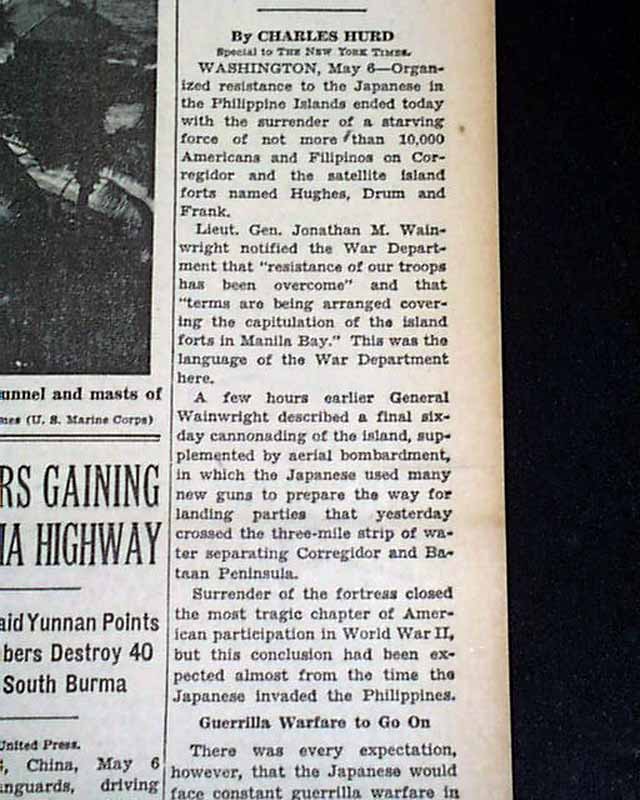 By CHARLES HURD
Special to THE NEW YORK TIMES.
WASHINGTON, May 6—Organ-
ized resistance to the Japanese in
the Philippine Islands ended today
with the surrender of a starving
force of not more than 10,000
Americans and Filipinos on Cor-
regidor and the satellite island
forts named Hughes, Drum and
Frank.
Lieut. Gen. Jonathan M. Wain-
wright notified the War Depart-
ment that "resistance of our troops
has been overcome" and that
"terms are being arranged cover-
ing the capitulation of the island
forts in Manila Bay." This was the
language of the War Department
here.
A few hours earlier General
Wainwright described a final six-
day cannonading of the island, sup-
plemented by aerial bombardment,
in which the Japanese used many
new guns to prepare the way for
landing parties that yesterday
crossed the three-mile strip of wa-
ter separating Corregidor and Ba-
taan Peninsula.
Surrender of the fortress closed
the most tragic chapter of Amer-
ican participation in World War II,
but this conclusion had been ex-
pected almost from the time the
Japanese invaded the Philippines.
Guerrilla Warfare to Go On
There was every expectation,
however, that the Japanese would
face constant guerrilla warfare in
unnel and masts of
mes (U. S. Marine Corps)
RS GAINING
IA HIGHWAY
aid Yunnan Points
bers Destroy 40
South Burma
United Press.
China, May 6
nguards, driving